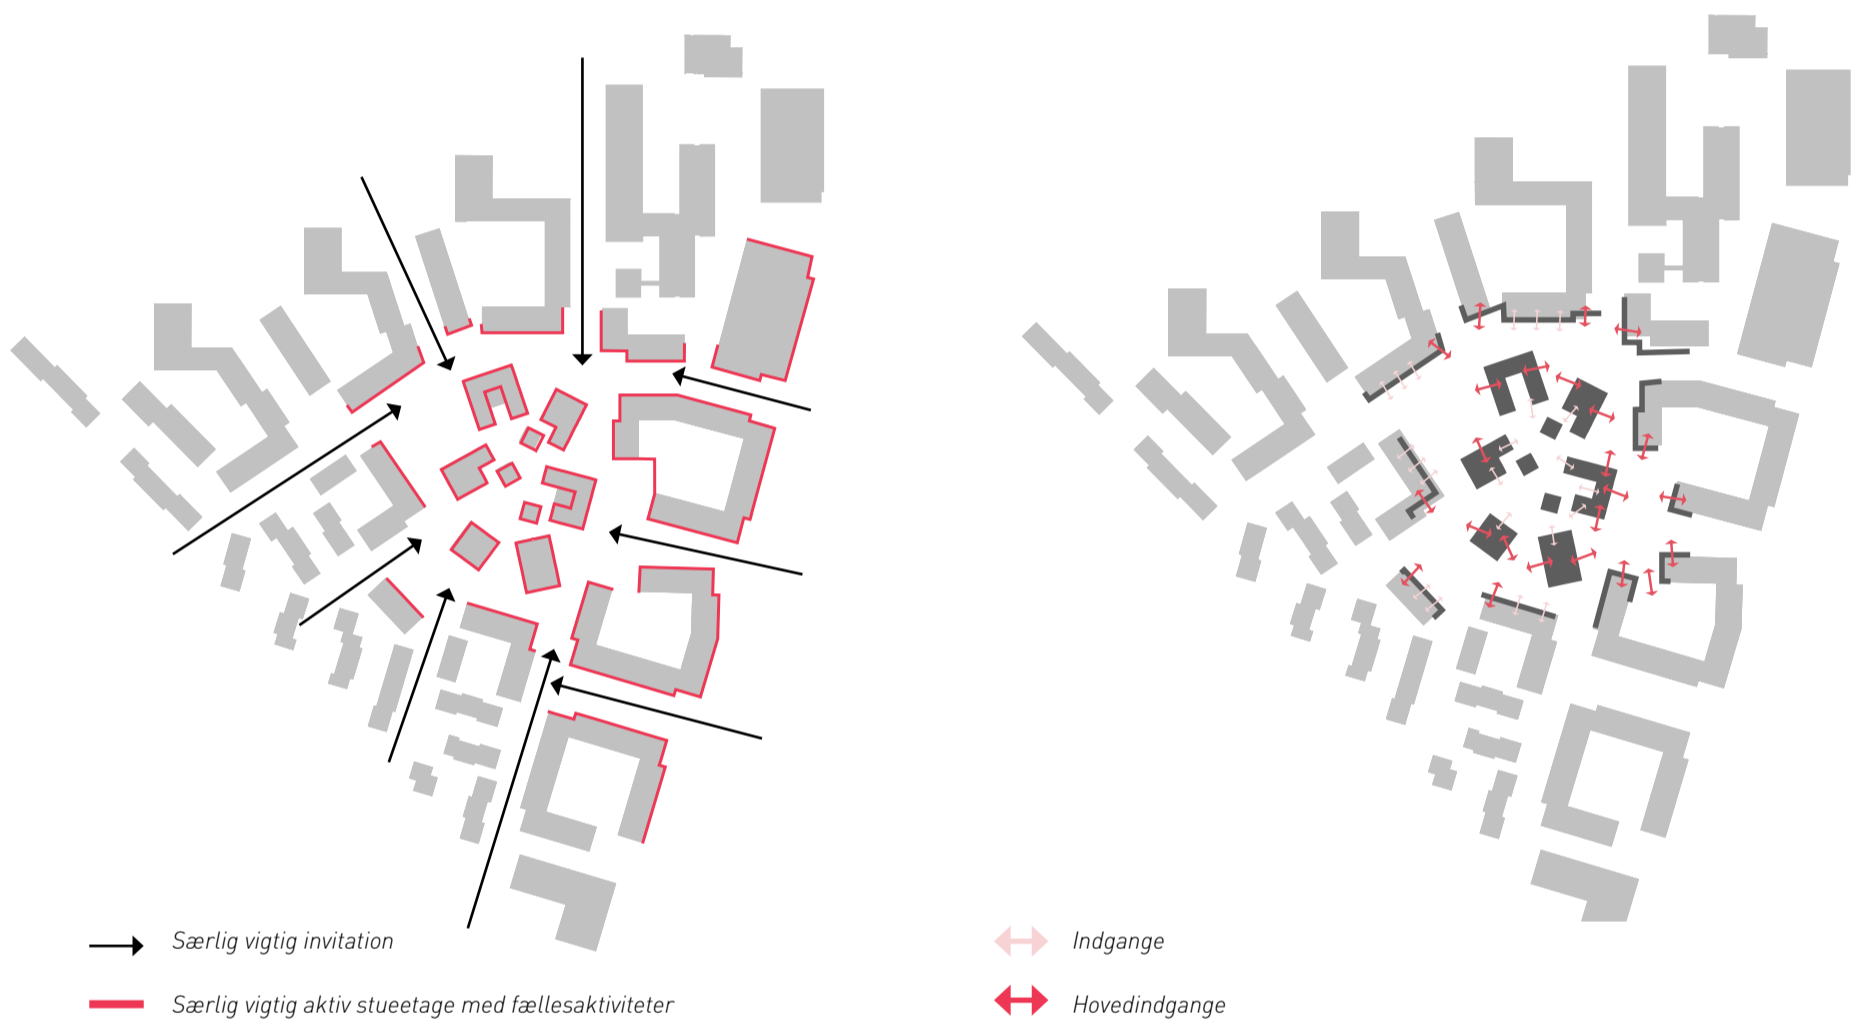 Særlig vigtig invitation
Særlig vigtig aktiv stueetage med fællesaktiviteter
Indgange
Hovedindgange